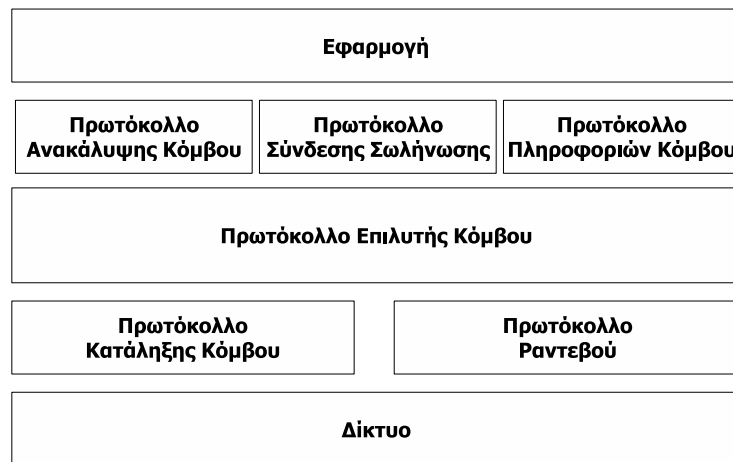 Εφαρμογή
Πρωτόκολλο
Ανακάλυψης Κόμβου
Πρωτόκολλο
Σύνδεσης Σωλήνωσης
Πρωτόκολλο
Πληροφοριών Κόμβου
Πρωτόκολλο Επιλυτής Κόμβου
Πρωτόκολλο
Κατάληξης Κόμβου
Πρωτόκολλο
Ραντεβού
Δίκτυο